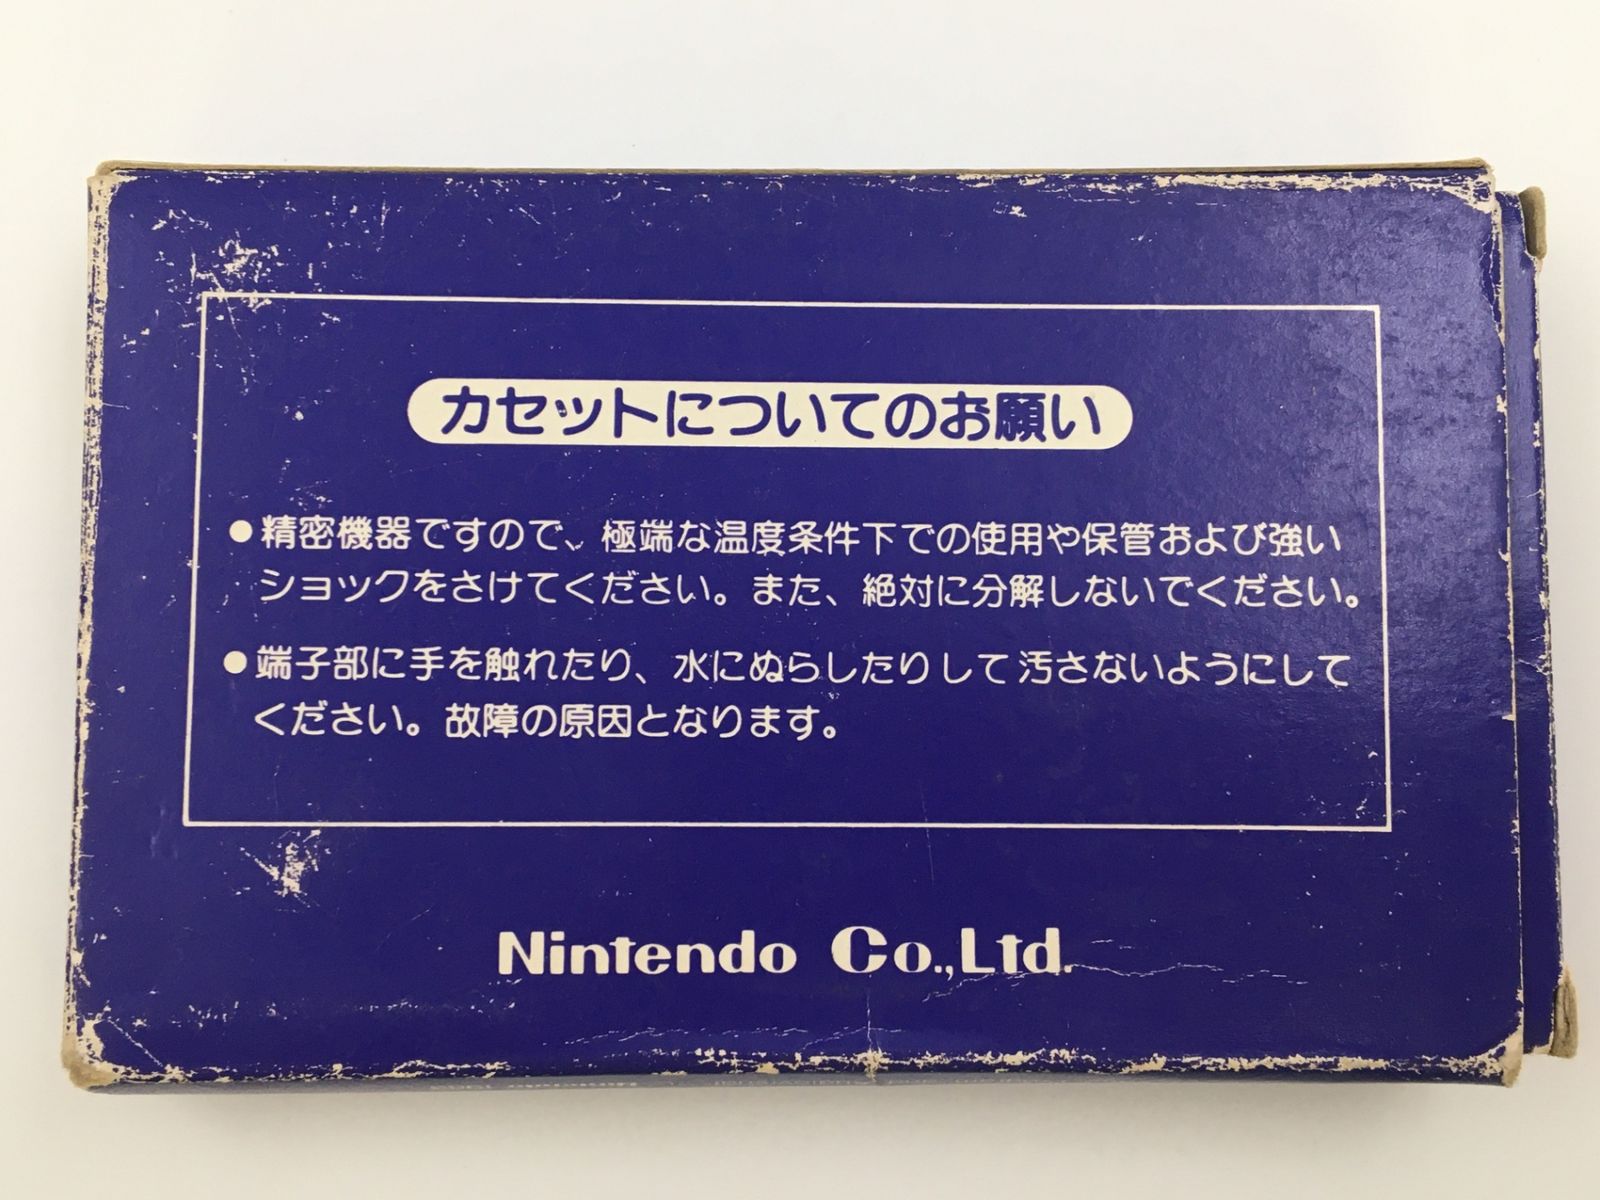 カセットについてのお願い
●精密機器ですので、極端な温度条件下での使用や保管および強い
ショックをさけてください。また、絶対に分解しないでください。
●端子部に手を触れたり、水にぬらしたりして汚さないようにして
ください。故障の原因となります。
Nintendo Co.,Ltd.